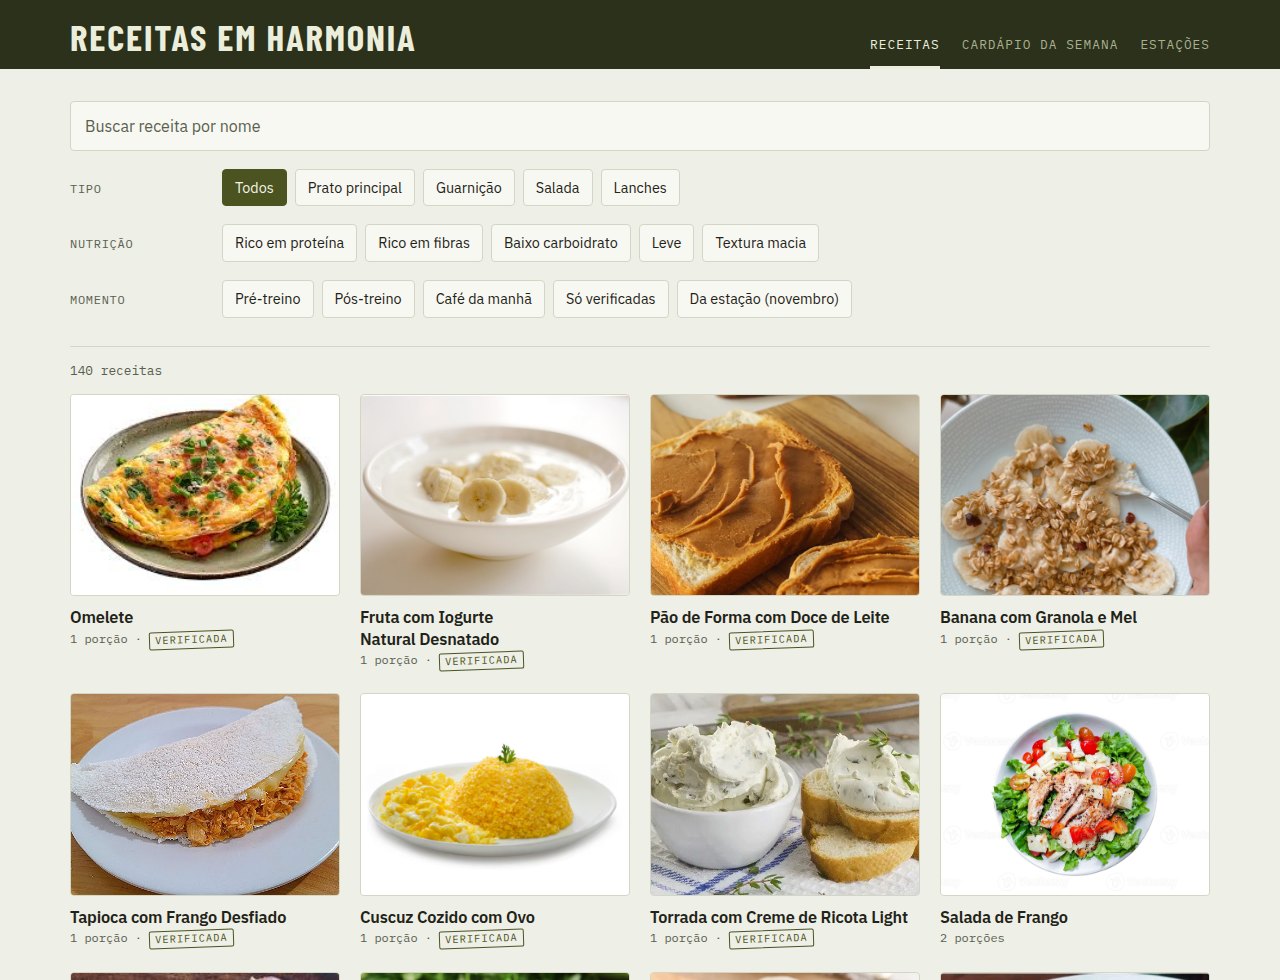 RECEITAS EM HARMONIA
RECEITAS CARDÁPIO DA SEMANA ESTAÇÕES
Buscar receita por nome
TIPO Todos Prato principal Guarnição Salada Lanches
NUTRIÇÃO Rico em proteína Rico em fibras Baixo carboidrato Leve Textura macia
MOMENTO Pré-treino Pós-treino Café da manhã Só verificadas Da estação (novembro)
140 receitas
Omelete
1 porção · VERIFICADA
Fruta com Iogurte
Natural Desnatado
1 porção · VERIFICADA
Pão de Forma com Doce de Leite
1 porção · VERIFICADA
Banana com Granola e Mel
1 porção · VERIFICADA
Tapioca com Frango Desfiado
1 porção · VERIFICADA
Cuscuz Cozido com Ovo
1 porção · VERIFICADA
Torrada com Creme de Ricota Light
1 porção · VERIFICADA
Salada de Frango
2 porções